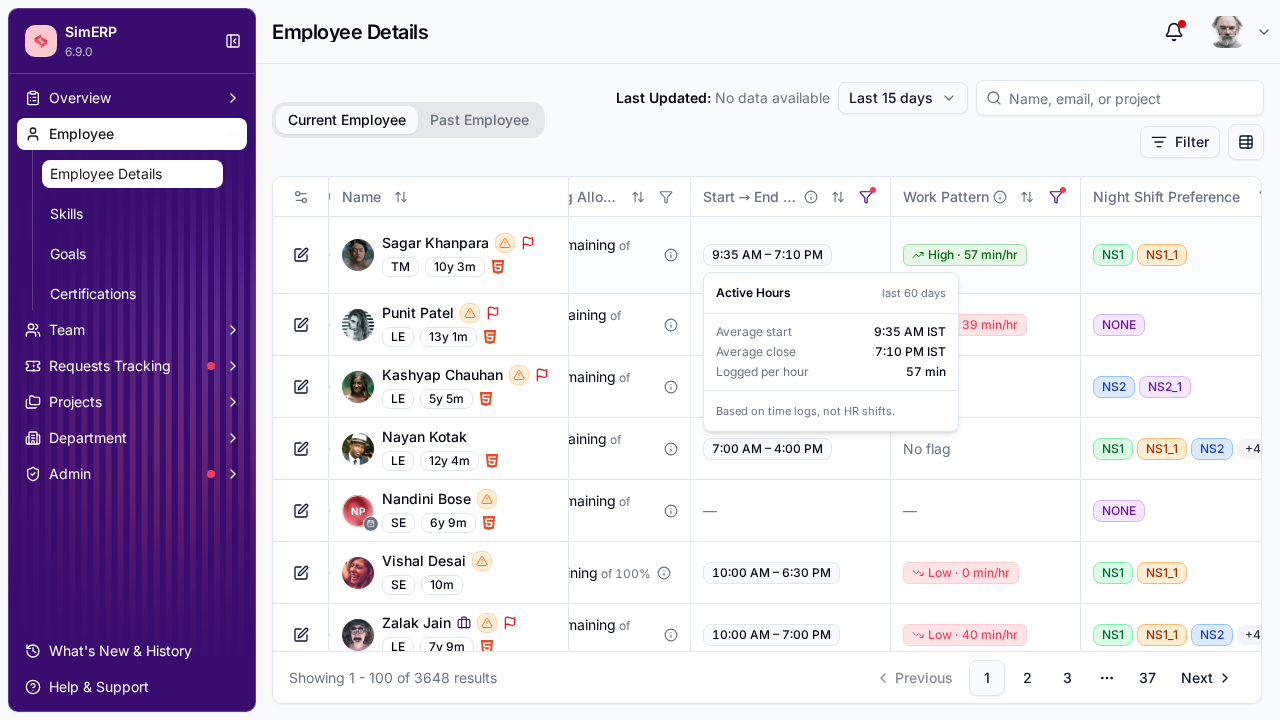 SimERP
6.9.0
Overview
Employee
Employee Details
Skills
Goals
Certifications
Team
Requests Tracking
Projects
Department
Admin
What's New & History
Help & Support
Employee Details
Last Updated: No data available
Last 15 days
Name, email, or project
Current Employee
Past Employee
Filter
Name
g Allo...
Start → End ...
Work Pattern
Night Shift Preference
Sagar Khanpara
TM
10y 3m
maining of
9:35 AM – 7:10 PM
High · 57 min/hr
NS1
NS1_1
Active Hours
last 60 days
Average start
9:35 AM IST
Average close
7:10 PM IST
Logged per hour
57 min
Based on time logs, not HR shifts.
Punit Patel
LE
13y 1m
aining of
39 min/hr
NONE
Kashyap Chauhan
LE
5y 5m
maining of
NS2
NS2_1
Nayan Kotak
LE
12y 4m
aining of
7:00 AM – 4:00 PM
No flag
NS1
NS1_1
NS2
+4
Nandini Bose
NP
SE
6y 9m
maining of
—
—
NONE
Vishal Desai
SE
10m
ining of 100%
10:00 AM – 6:30 PM
Low · 0 min/hr
NS1
NS1_1
Zalak Jain
LE
7y 9m
maining of
10:00 AM – 7:00 PM
Low · 40 min/hr
NS1
NS1_1
NS2
+4
Showing 1 - 100 of 3648 results
Previous
1
2
3
···
37
Next